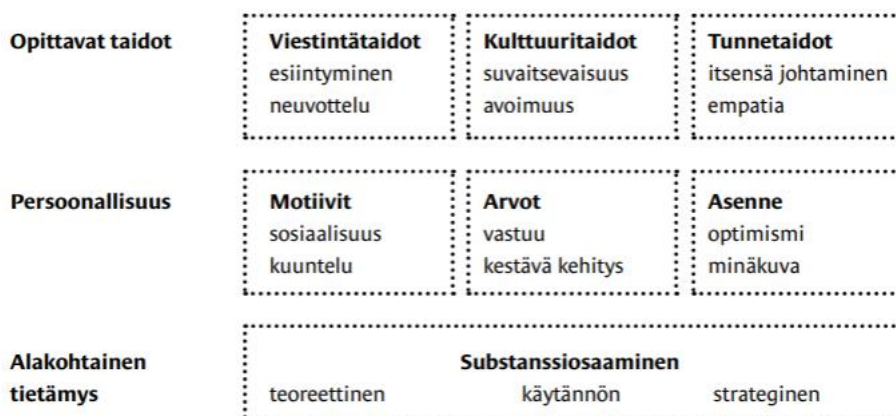 Opittavat taidot
Viestintätaidot
esiintyminen
neuvottelu
Kulttuuritaidot
suvaitsevaisuus
avoimuus
Tunnetaidot
itsensä johtaminen
empatia
Persoonallisuus
Motiivit
sosiaalisuus
kuuntelu
Arvot
vastuu
kestävä kehitys
Asenne
optimismi
minäkuva
Alakohtainen
tietämys
Substanssiosaaminen
teoreettinen käytännön strateginen